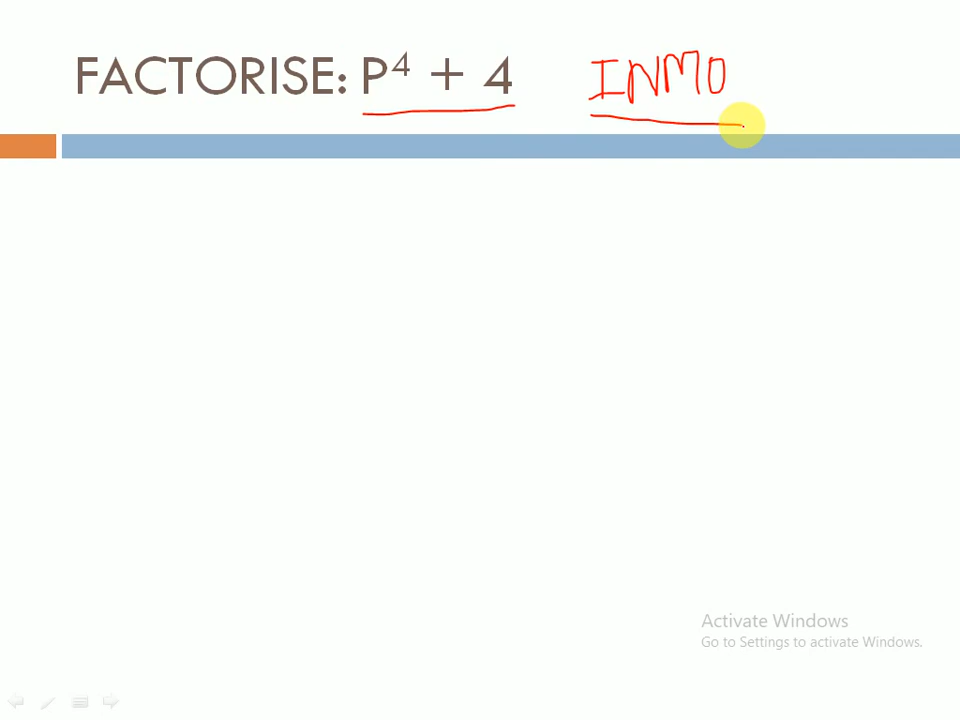 FACTORISE: P⁴ + 4 INMO
Activate Windows
Go to Settings to activate Windows.